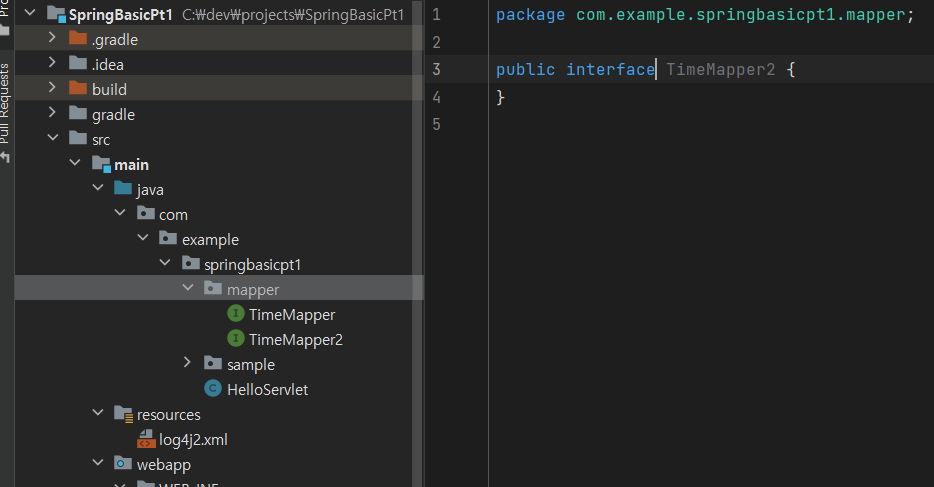 SpringBasicPt1 C:₩dev₩projects₩SpringBasicPt1
.gradle
.idea
build
gradle
src
main
java
com
example
springbasicpt1
mapper
TimeMapper
TimeMapper2
sample
HelloServlet
resources
log4j2.xml
webapp
Pull Requests
1 package com.example.springbasicpt1.mapper;
2
3 public interface TimeMapper2 {
4 }
5